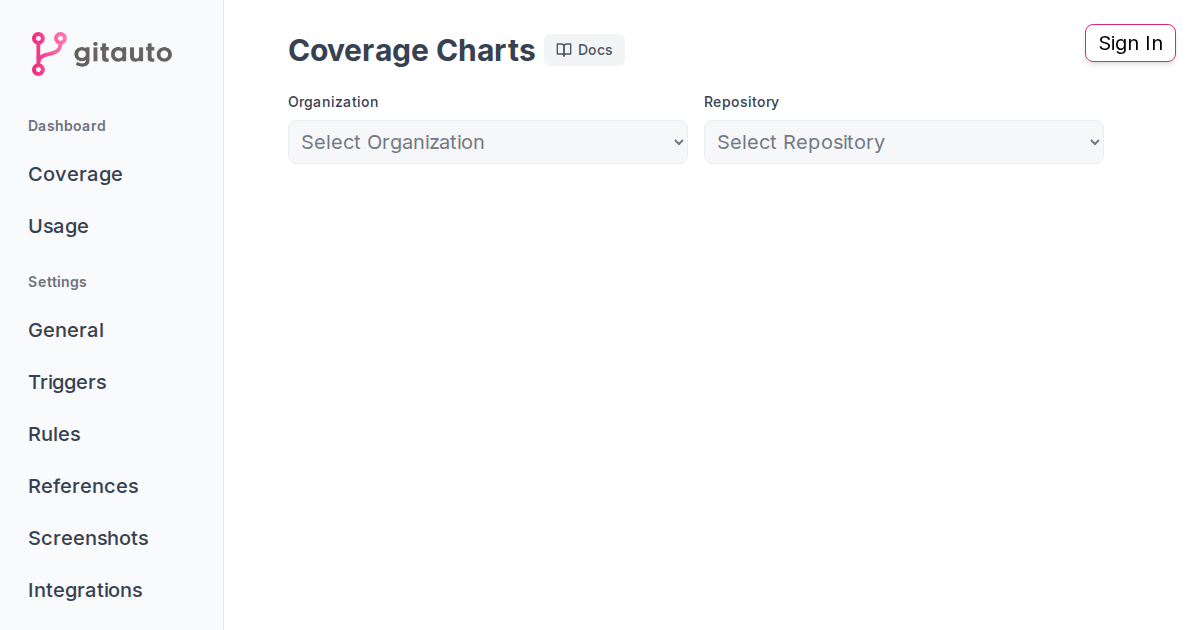 gitauto
Dashboard
Coverage
Usage
Settings
General
Triggers
Rules
References
Screenshots
Integrations
Coverage Charts
Docs
Sign In
Organization
Select Organization
Repository
Select Repository